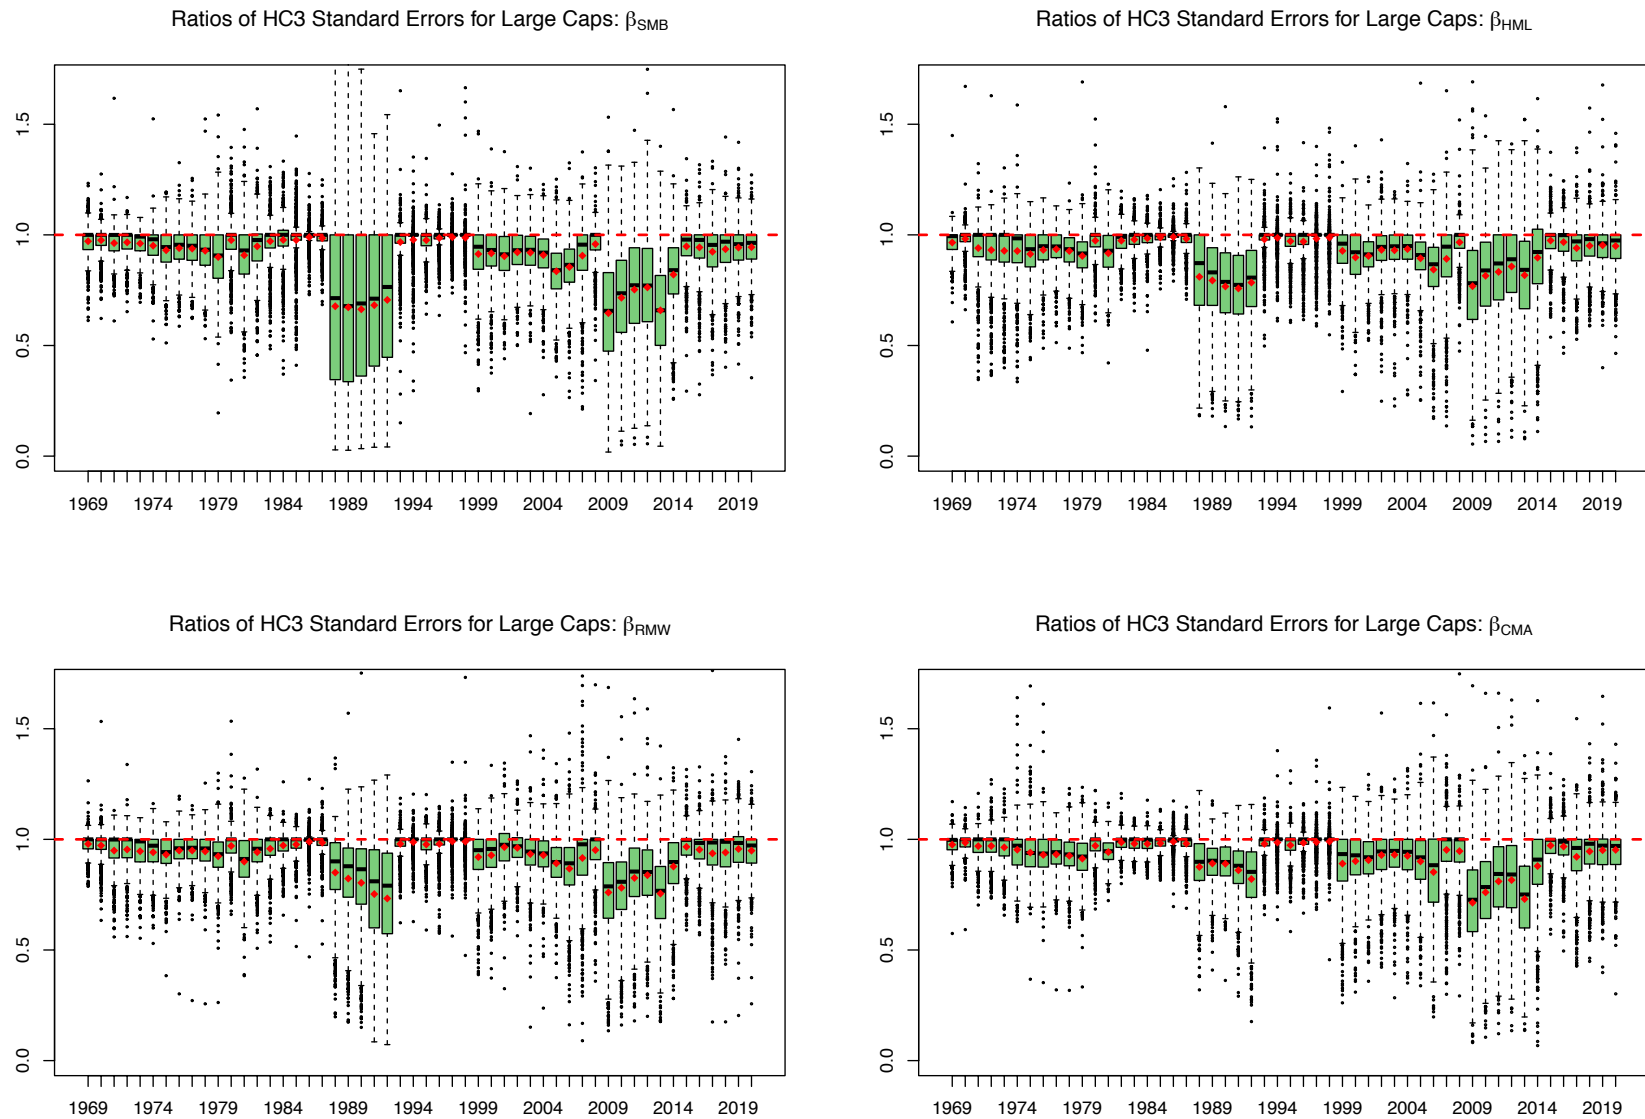 Ratios of HC3 Standard Errors for Large Caps: βSMB
1.5
1.0
0.5
0.0
1969 1974 1979 1984 1989 1994 1999 2004 2009 2014 2019
Ratios of HC3 Standard Errors for Large Caps: βHML
1.5
1.0
0.5
0.0
1969 1974 1979 1984 1989 1994 1999 2004 2009 2014 2019
Ratios of HC3 Standard Errors for Large Caps: βRMW
1.5
1.0
0.5
0.0
1969 1974 1979 1984 1989 1994 1999 2004 2009 2014 2019
Ratios of HC3 Standard Errors for Large Caps: βCMA
1.5
1.0
0.5
0.0
1969 1974 1979 1984 1989 1994 1999 2004 2009 2014 2019